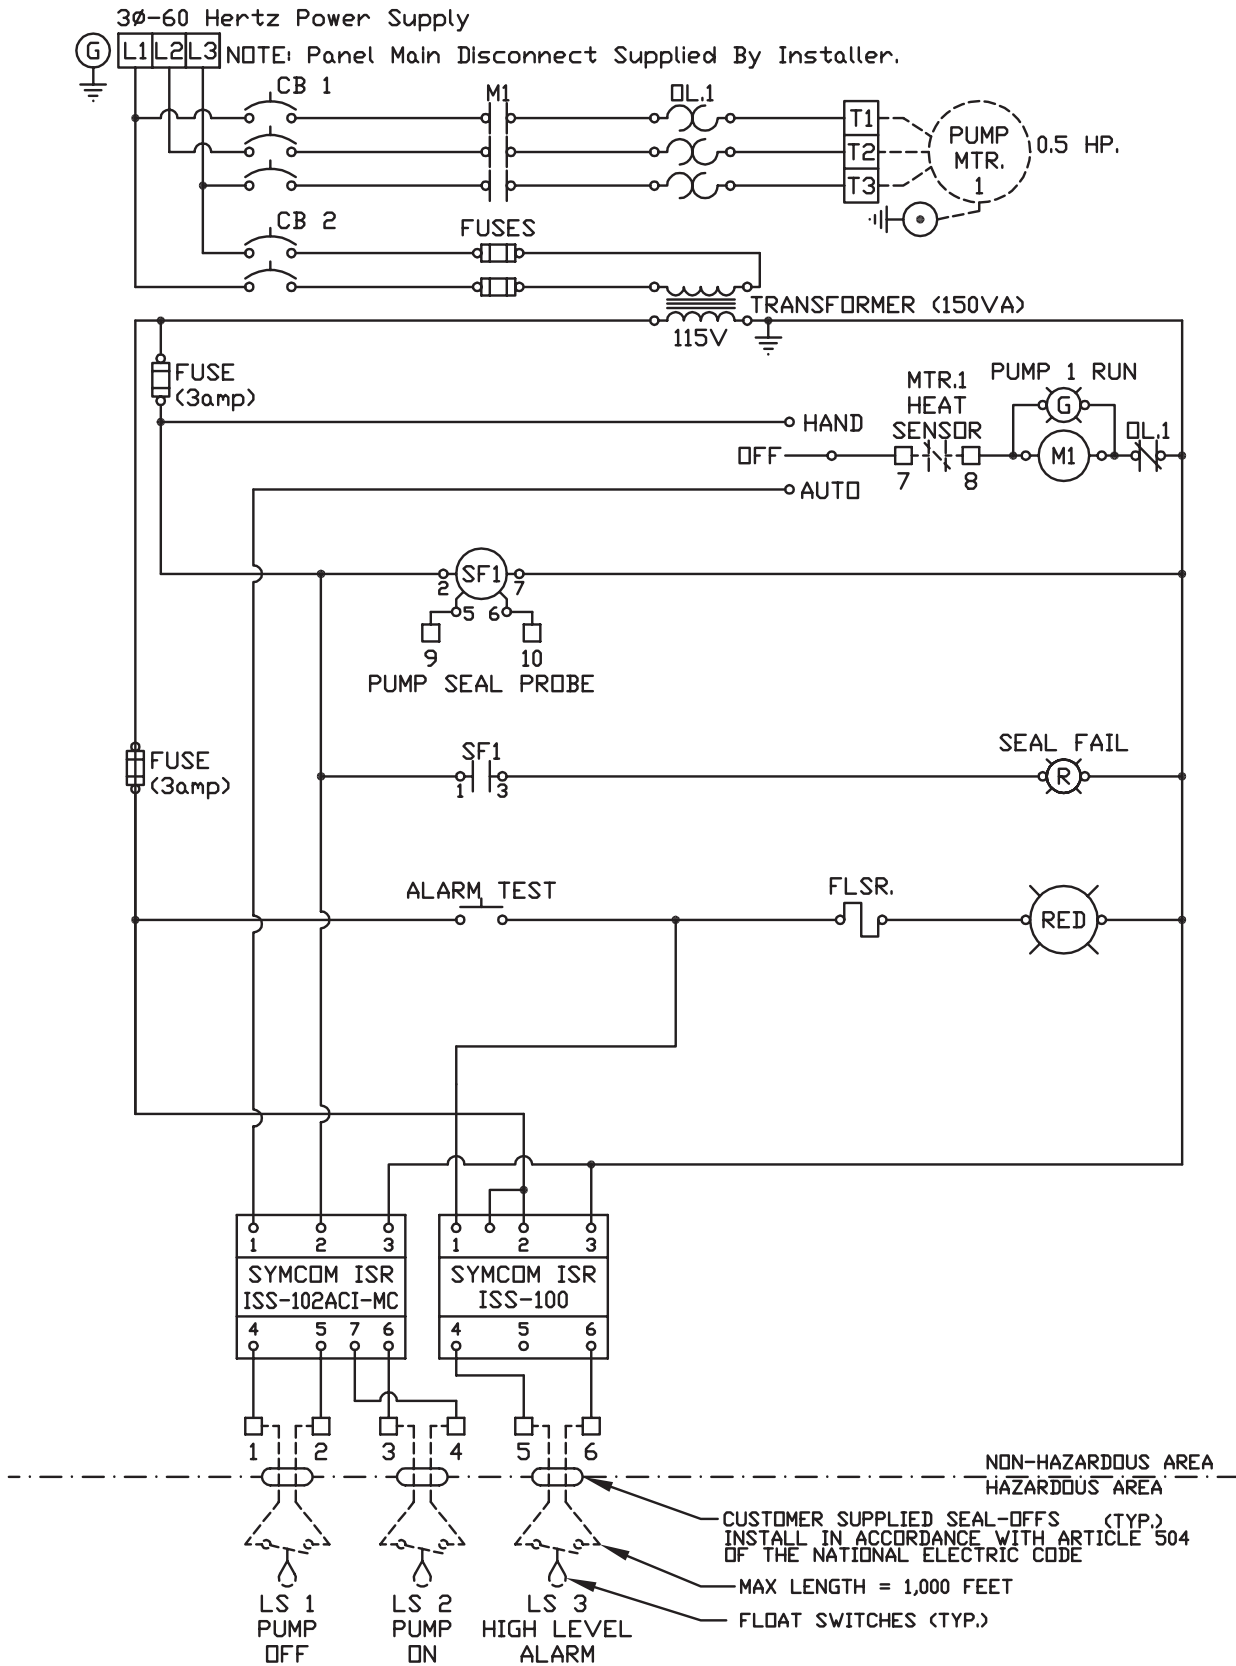 3Ø-60 Hertz Power Supply
G L1 L2 L3 NOTE: Panel Main Disconnect Supplied By Installer.
CB 1
M1
OL.1
T1
T2
T3
PUMP
MTR.
1
0.5 HP.
CB 2
FUSES
TRANSFORMER (150VA)
115V
FUSE
(3amp)
MTR.1
HEAT
SENSOR
PUMP 1 RUN
G
HAND
OFF
AUTO
7
8
M1
OL.1
SF1
2
7
5
6
9
10
PUMP SEAL PROBE
FUSE
(3amp)
SF1
1
3
SEAL FAIL
R
ALARM TEST
FLSR.
RED
1 2 3
SYMCOM ISR
ISS-102ACI-MC
4 5 7 6
1 2 3
SYMCOM ISR
ISS-100
4 5 6
1 2 3 4 5 6
NON-HAZARDOUS AREA
HAZARDOUS AREA
CUSTOMER SUPPLIED SEAL-OFFS (TYP.)
INSTALL IN ACCORDANCE WITH ARTICLE 504
OF THE NATIONAL ELECTRIC CODE
MAX LENGTH = 1,000 FEET
FLOAT SWITCHES (TYP.)
LS 1
PUMP
OFF
LS 2
PUMP
ON
LS 3
HIGH LEVEL
ALARM